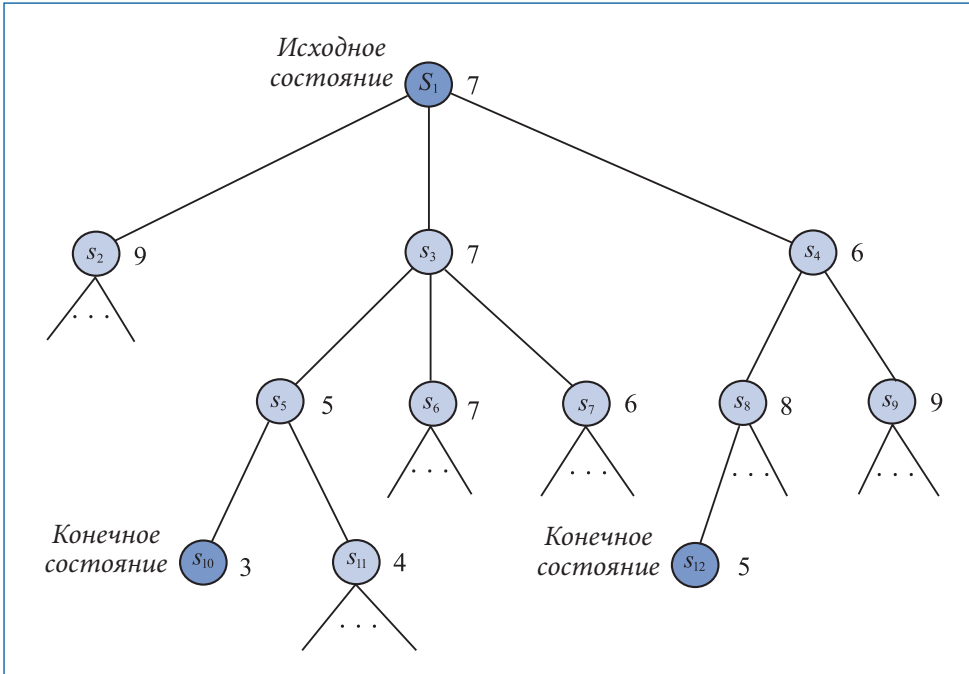 Исходное
состояние
S₁ 7
s₂ 9
s₃ 7
s₄ 6
s₅ 5
s₆ 7
s₇ 6
s₈ 8
s₉ 9
. . .
. . .
. . .
. . .
. . .
Конечное
состояние
s₁₀ 3
s₁₁ 4
Конечное
состояние
s₁₂ 5
. . .